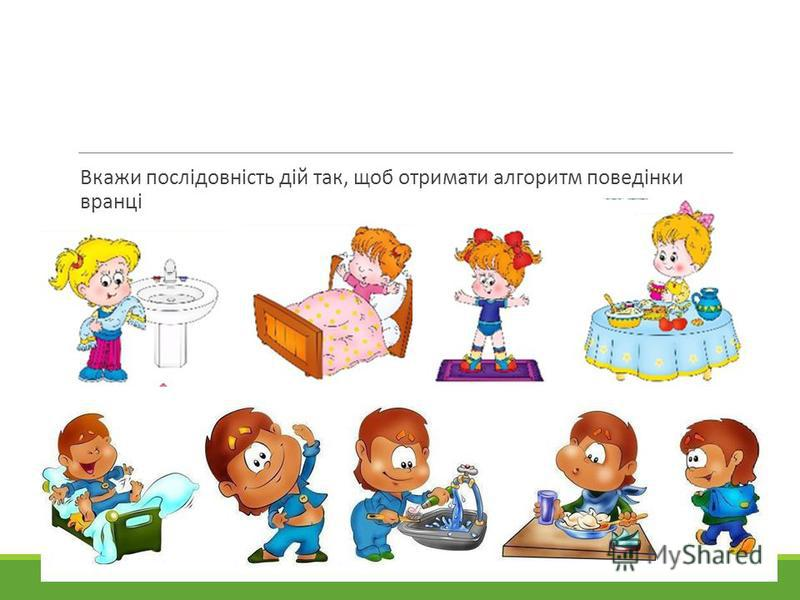 Вкажи послідовність дій так, щоб отримати алгоритм поведінки
вранці
MyShared